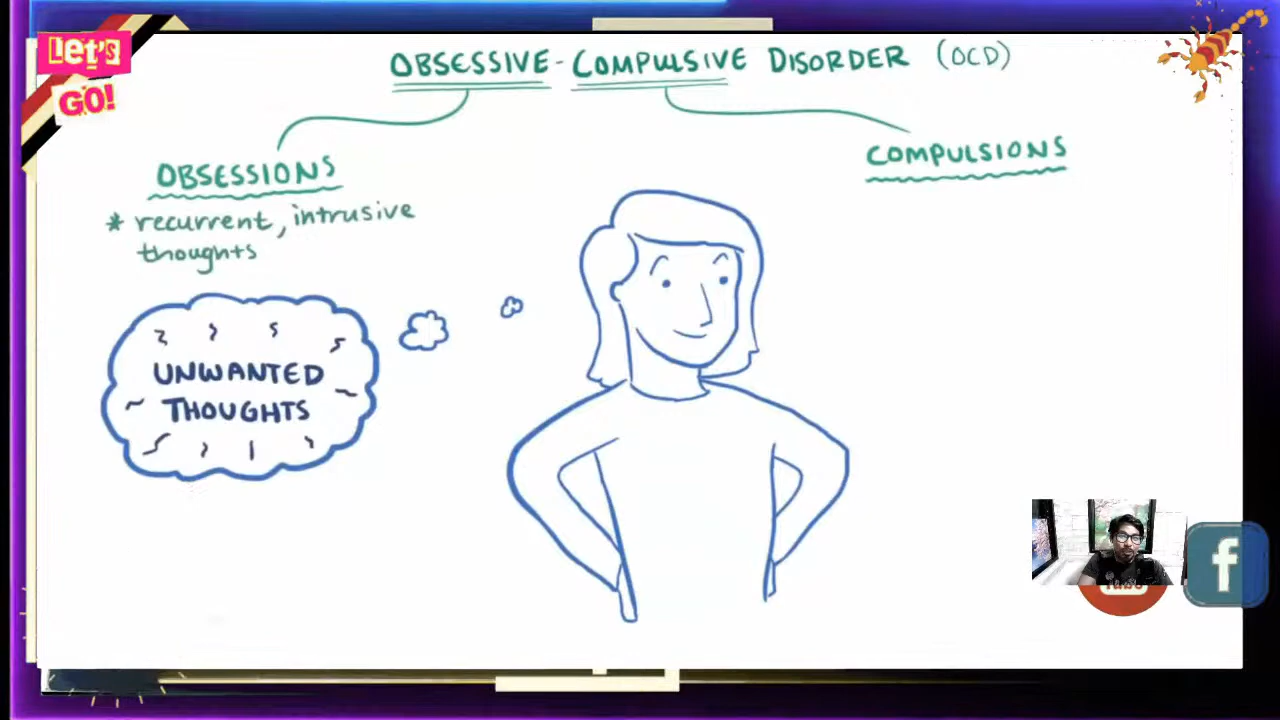 LET'S
GO!
OBSESSIVE-COMPULSIVE DISORDER (OCD)
OBSESSIONS
COMPULSIONS
* recurrent, intrusive
thoughts
UNWANTED
THOUGHTS
f